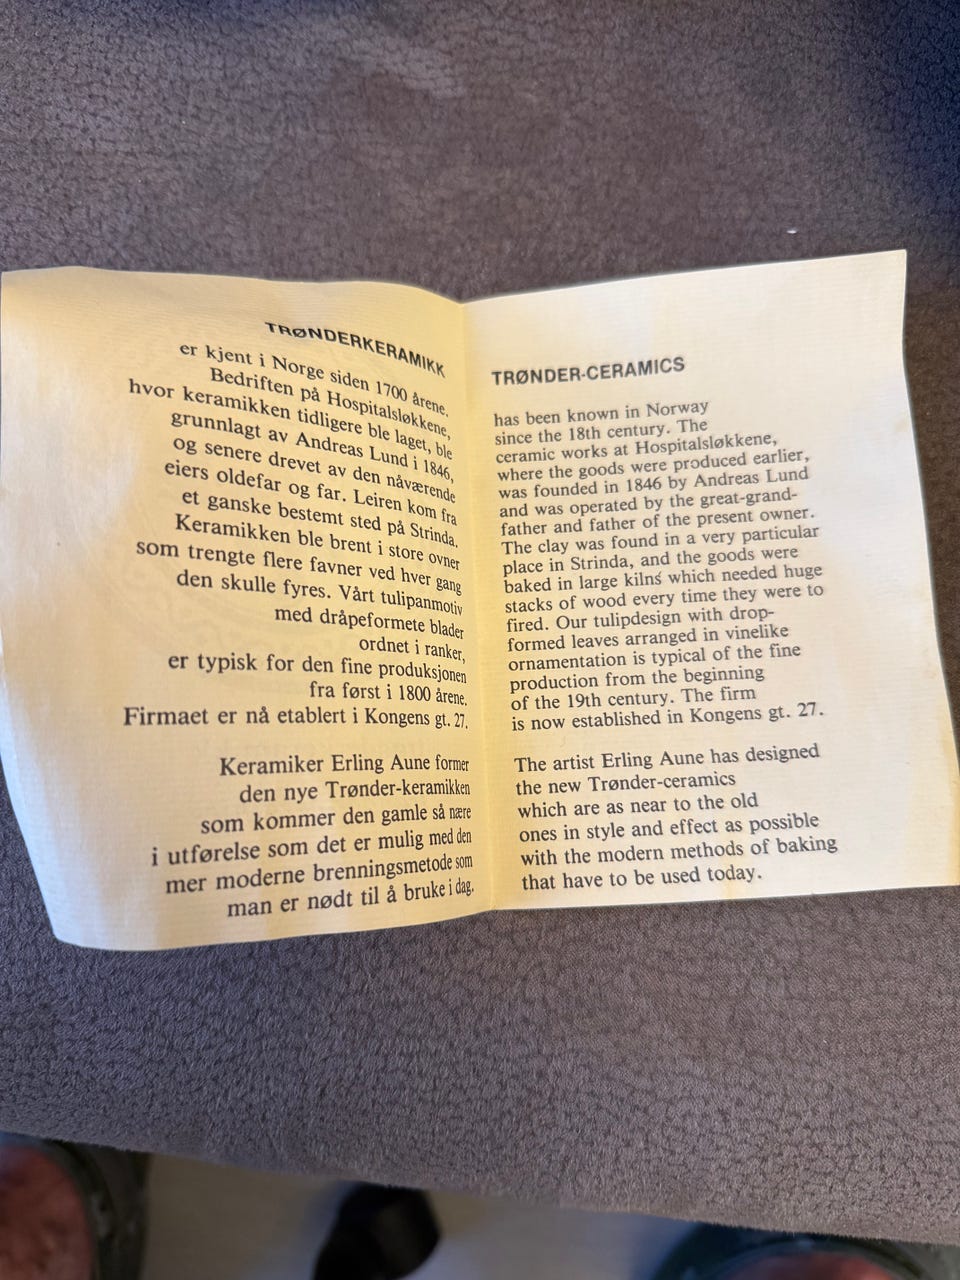 TRØNDERKERAMIKK
er kjent i Norge siden 1700 årene.
Bedriften på Hospitalsløkkene,
hvor keramikken tidligere ble laget, ble
grunnlagt av Andreas Lund i 1846,
og senere drevet av den nåværende
eiers oldefar og far. Leiren kom fra
et ganske bestemt sted på Strinda.
Keramikken ble brent i store ovner
som trengte flere favner ved hver gang
den skulle fyres. Vårt tulipanmotiv
med dråpeformete blader
ordnet i ranker,
er typisk for den fine produksjonen
fra først i 1800 årene.
Firmaet er nå etablert i Kongens gt. 27.
Keramiker Erling Aune former
den nye Trønder-keramikken
som kommer den gamle så nære
i utførelse som det er mulig med den
mer moderne brenningsmetode som
man er nødt til å bruke i dag.
TRØNDER-CERAMICS
has been known in Norway
since the 18th century. The
ceramic works at Hospitalsløkkene,
where the goods were produced earlier,
was founded in 1846 by Andreas Lund
and was operated by the great-grand-
father and father of the present owner.
The clay was found in a very particular
place in Strinda, and the goods were
baked in large kilns which needed huge
stacks of wood every time they were to
fired. Our tulipdesign with drop-
formed leaves arranged in vinelike
ornamentation is typical of the fine
production from the beginning
of the 19th century. The firm
is now established in Kongens gt. 27.
The artist Erling Aune has designed
the new Trønder-ceramics
which are as near to the old
ones in style and effect as possible
with the modern methods of baking
that have to be used today.